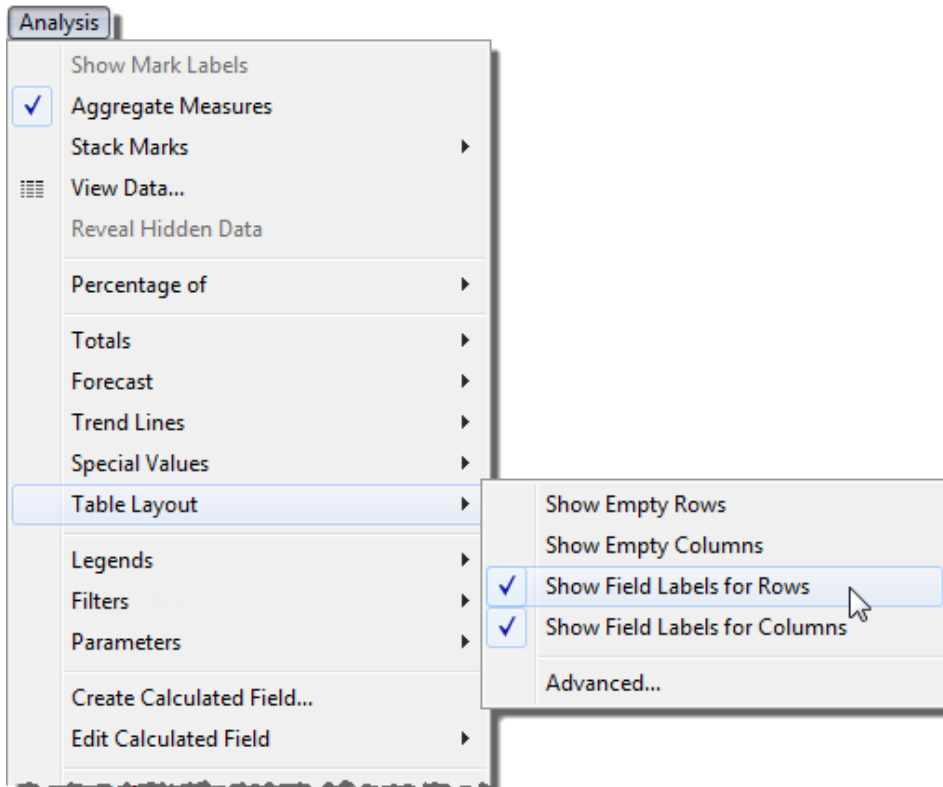 Analysis
Show Mark Labels
Aggregate Measures
Stack Marks
View Data...
Reveal Hidden Data
Percentage of
Totals
Forecast
Trend Lines
Special Values
Table Layout
Show Empty Rows
Show Empty Columns
Show Field Labels for Rows
Show Field Labels for Columns
Advanced...
Legends
Filters
Parameters
Create Calculated Field...
Edit Calculated Field